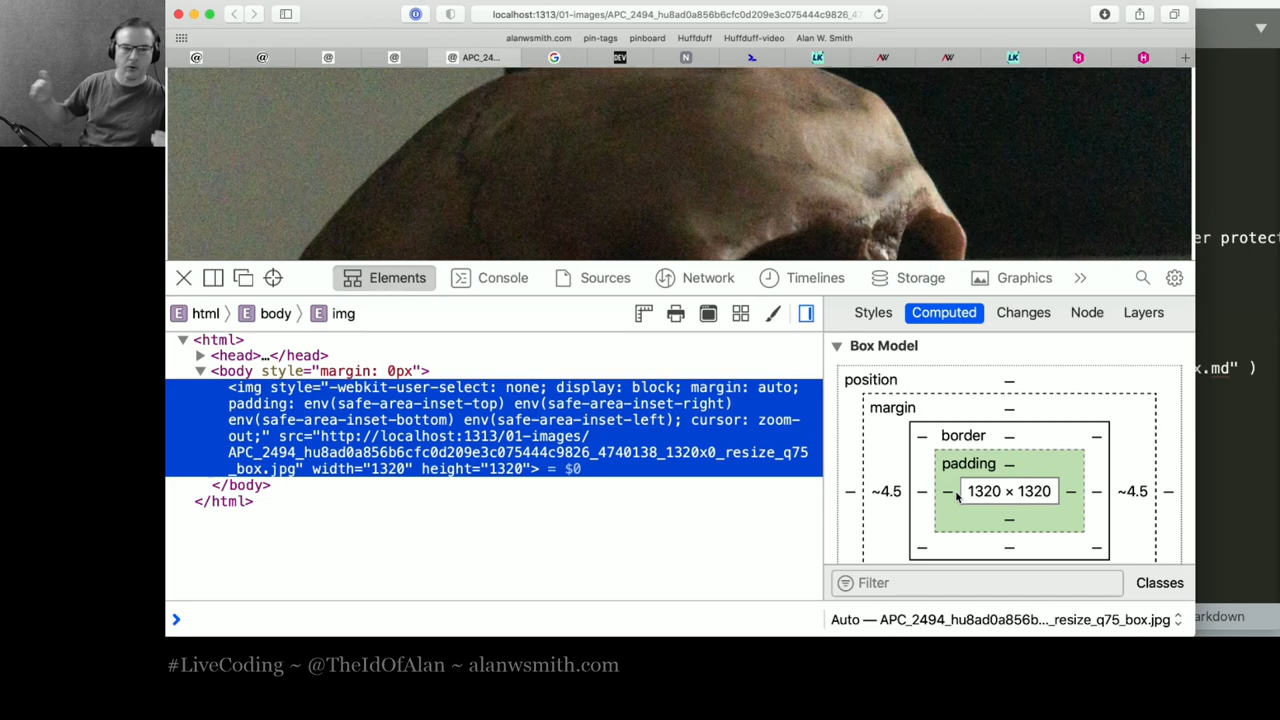 localhost:1313/01-images/APC_2494_hu8ad0a856b6cfc0d209e3c075444c9826_47
alanwsmith.com pin-tags pinboard Huffduff Huffduff-video Alan W. Smith
@ @ @ @ @ APC_24... G DEV N LK LK H H +
er protect
Elements Console Sources Network Timelines Storage Graphics >>
E html > E body > E img
Styles Computed Changes Node Layers
<html>
<head>…</head>
<body style="margin: 0px">
<img style="-webkit-user-select: none; display: block; margin: auto;
padding: env(safe-area-inset-top) env(safe-area-inset-right)
env(safe-area-inset-bottom) env(safe-area-inset-left); cursor: zoom-
out;" src="http://localhost:1313/01-images/
APC_2494_hu8ad0a856b6cfc0d209e3c075444c9826_4740138_1320x0_resize_q75
_box.jpg" width="1320" height="1320"> = $0
</body>
</html>
Box Model
position –
margin –
border –
padding –
– ~4.5 – – 1320 × 1320 – – ~4.5 –
–
– – –
x.md" )
Filter
Classes
Auto — APC_2494_hu8ad0a856b..._resize_q75_box.jpg
arkdown
#LiveCoding ~ @TheIdOfAlan ~ alanwsmith.com